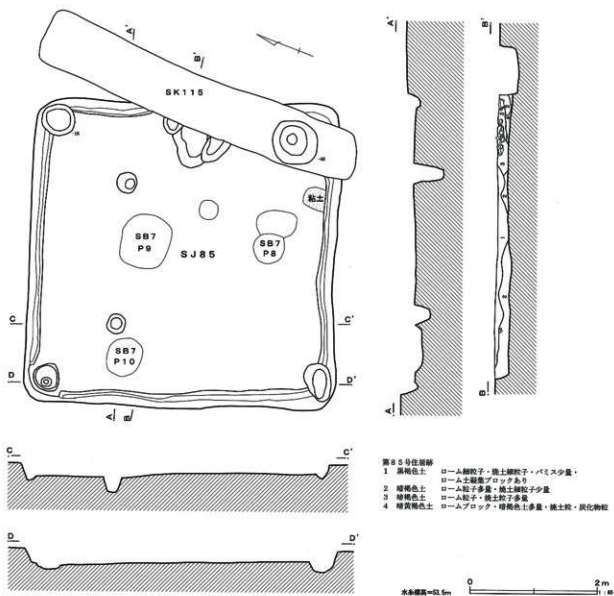 A'
B'
SK115
粘土
SB7
P9
SJ85
SB7
P8
C
C'
SB7
P10
D
D'
A
B
A'
B'
A
B
C
C'
D
D'
第85号住居跡
1 黒褐色土 ローム細粒子・焼土細粒子・パミス少量・
ローム土凝集ブロックあり
2 暗褐色土 ローム粒子多量・焼土細粒子少量
3 暗褐色土 ローム粒子・焼土粒子多量
4 暗黄褐色土 ロームブロック・暗褐色土多量・焼土粒・炭化物粒
水糸標高=53.5m
0 2m